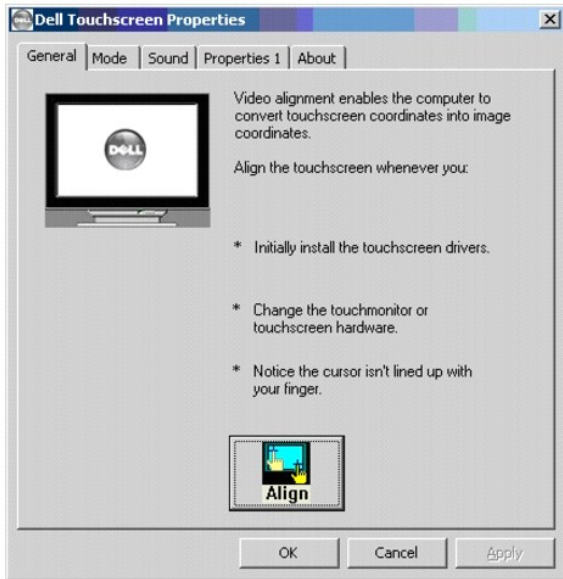 Dell Touchscreen Properties
General Mode Sound Properties 1 About
DELL
Video alignment enables the computer to
convert touchscreen coordinates into image
coordinates.
Align the touchscreen whenever you:
* Initially install the touchscreen drivers.
* Change the touchmonitor or
touchscreen hardware.
* Notice the cursor isn't lined up with
your finger.
Align
OK Cancel Apply